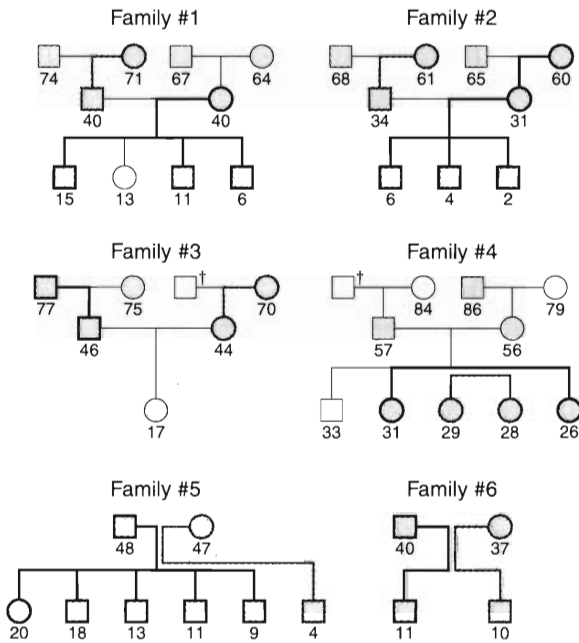 Family #1 Family #2
74 71 67 64 68 61 65 60
40 40 34 31
15 13 11 6 6 4 2
Family #3 Family #4
† †
77 75 70 84 86 79
46 44 57 56
17 33 31 29 28 26
Family #5 Family #6
48 47 40 37
20 18 13 11 9 4 11 10